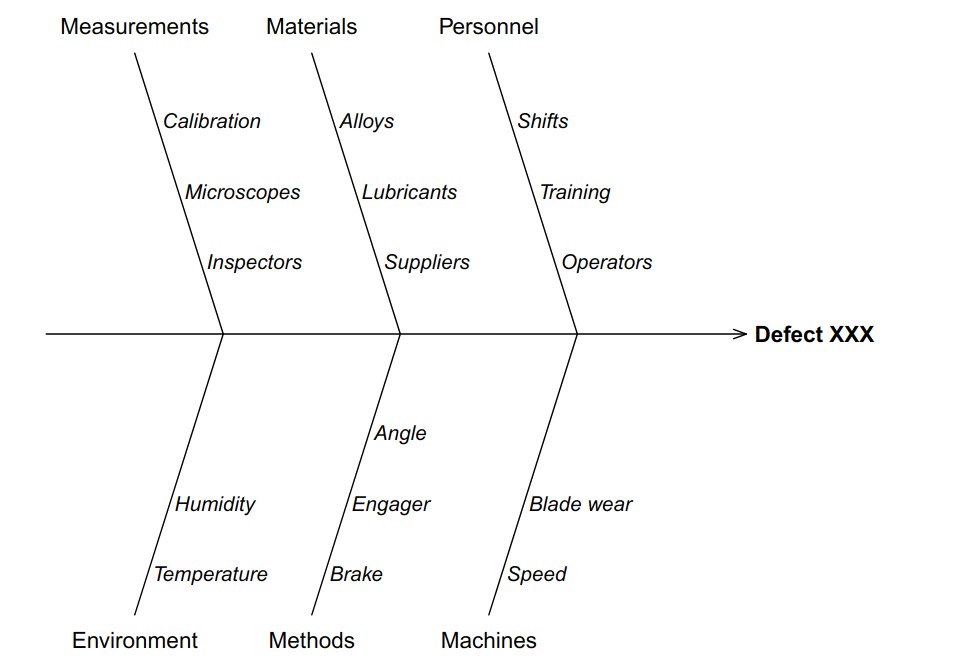 Measurements
Materials
Personnel
Calibration
Alloys
Shifts
Microscopes
Lubricants
Training
Inspectors
Suppliers
Operators
Defect XXX
Angle
Humidity
Engager
Blade wear
Temperature
Brake
Speed
Environment
Methods
Machines